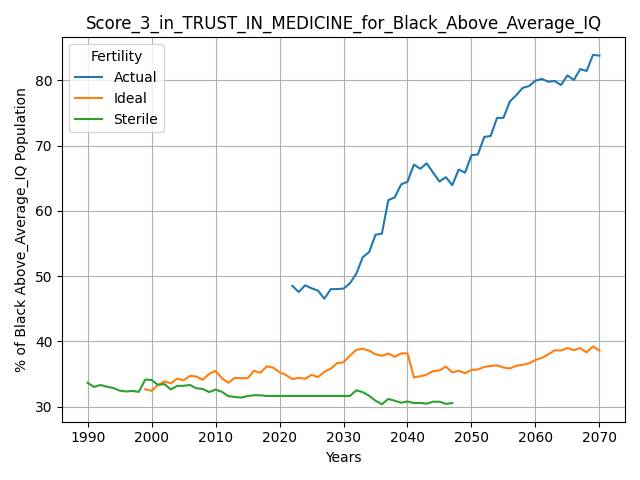 Score_3_in_TRUST_IN_MEDICINE_for_Black_Above_Average_IQ
Fertility
Actual
Ideal
Sterile
% of Black Above_Average_IQ Population
80
70
60
50
40
30
1990 2000 2010 2020 2030 2040 2050 2060 2070
Years